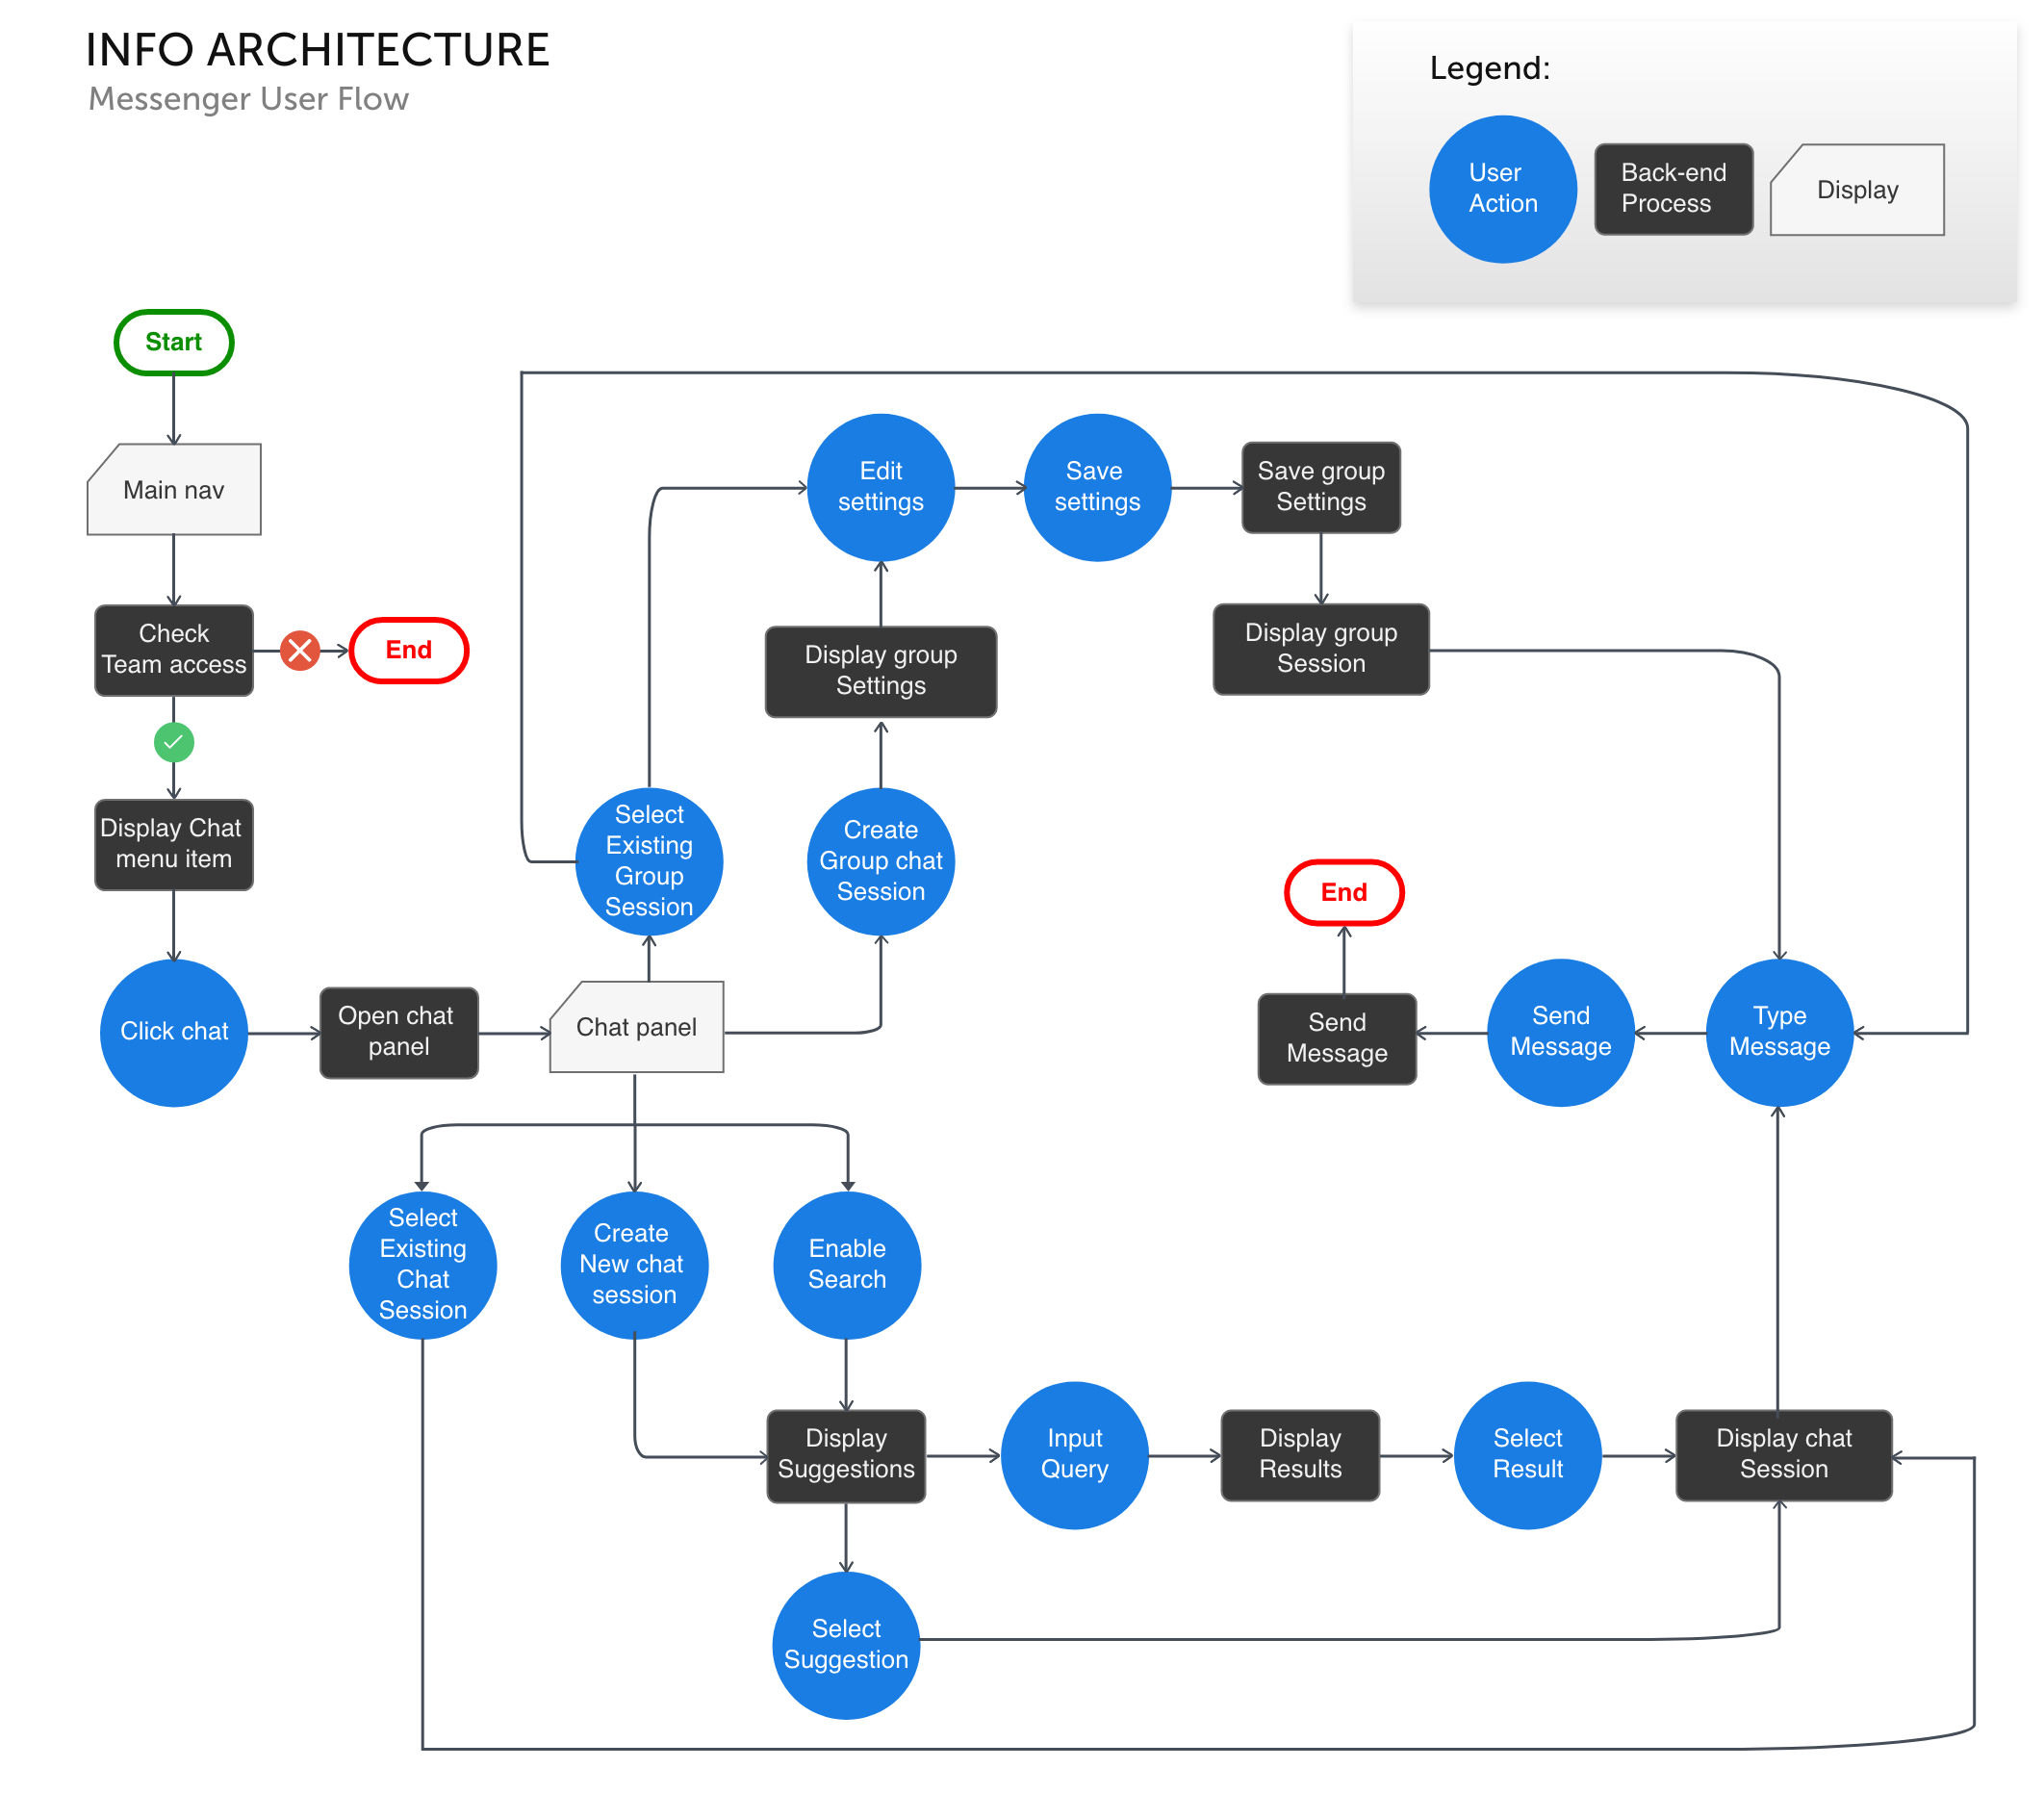 INFO ARCHITECTURE
Messenger User Flow
Legend:
User
Action
Back-end
Process
Display
Start
Main nav
Check
Team access
End
Display Chat
menu item
Click chat
Open chat
panel
Chat panel
Select
Existing
Group
Session
Create
Group chat
Session
Display group
Settings
Edit
settings
Save
settings
Save group
Settings
Display group
Session
End
Send
Message
Send
Message
Type
Message
Select
Existing
Chat
Session
Create
New chat
session
Enable
Search
Display
Suggestions
Input
Query
Display
Results
Select
Result
Display chat
Session
Select
Suggestion